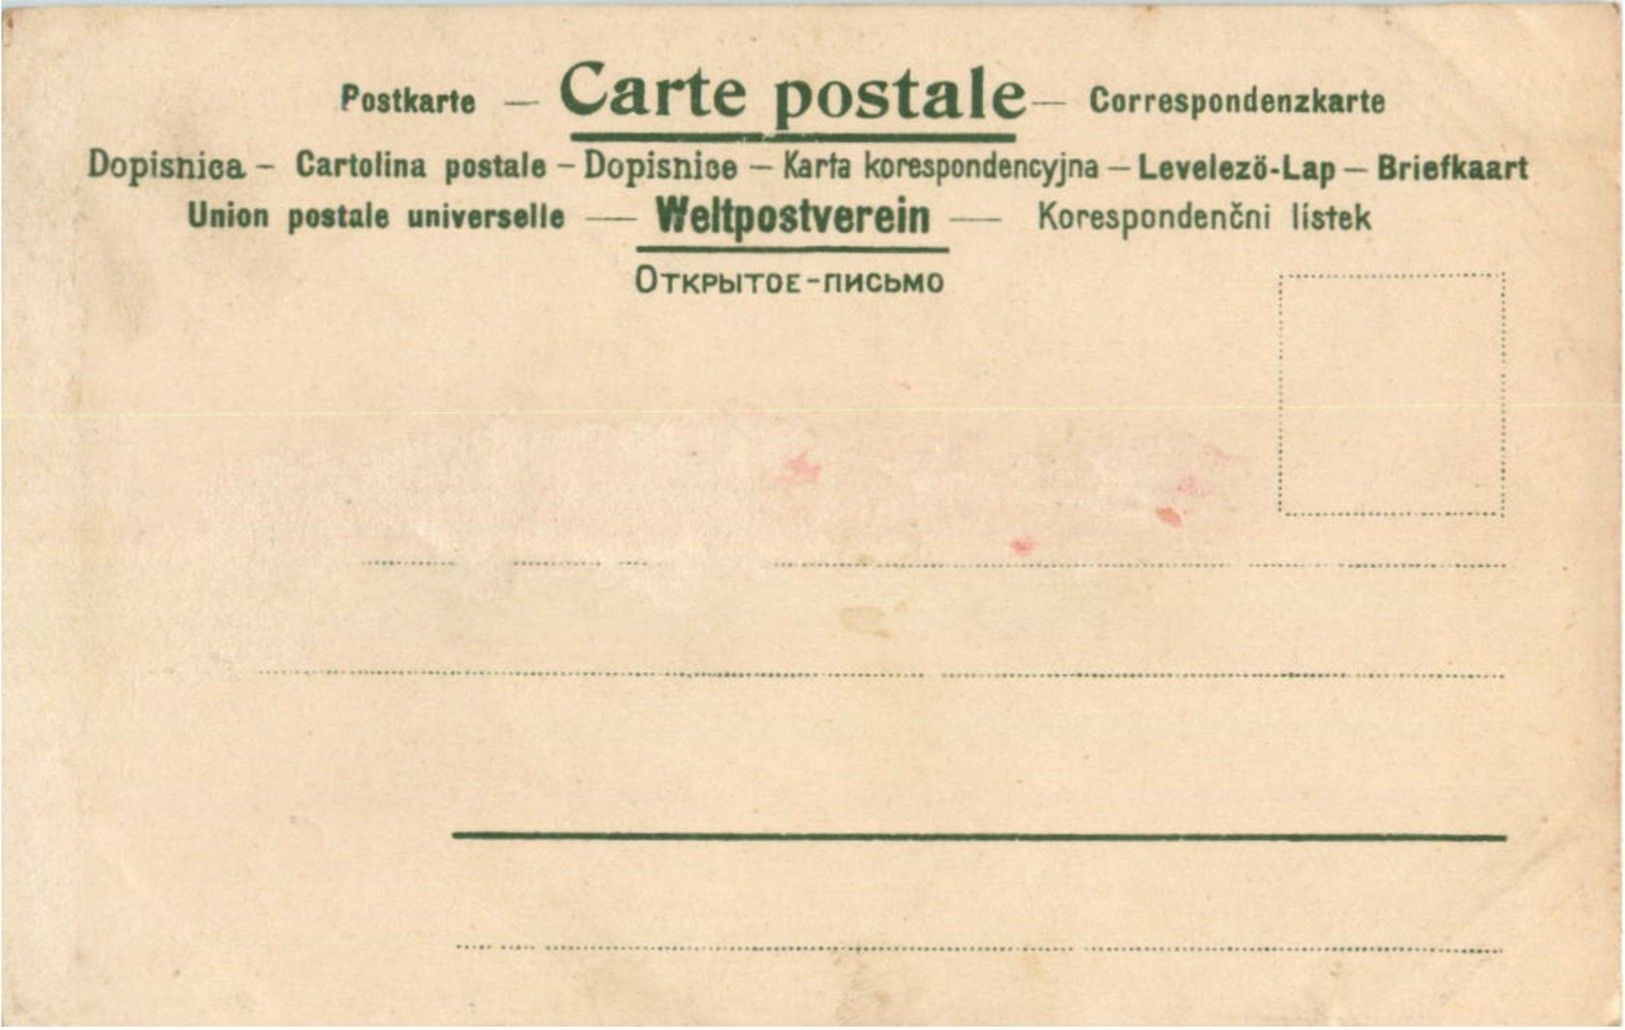 Postkarte — Carte postale — Correspondenzkarte
Dopisnica – Cartolina postale – Dopisnice – Karta korespondencyjna – Levelező-Lap – Briefkaart
Union postale universelle — Weltpostverein — Korespondenčni lístek
Открытое-письмо